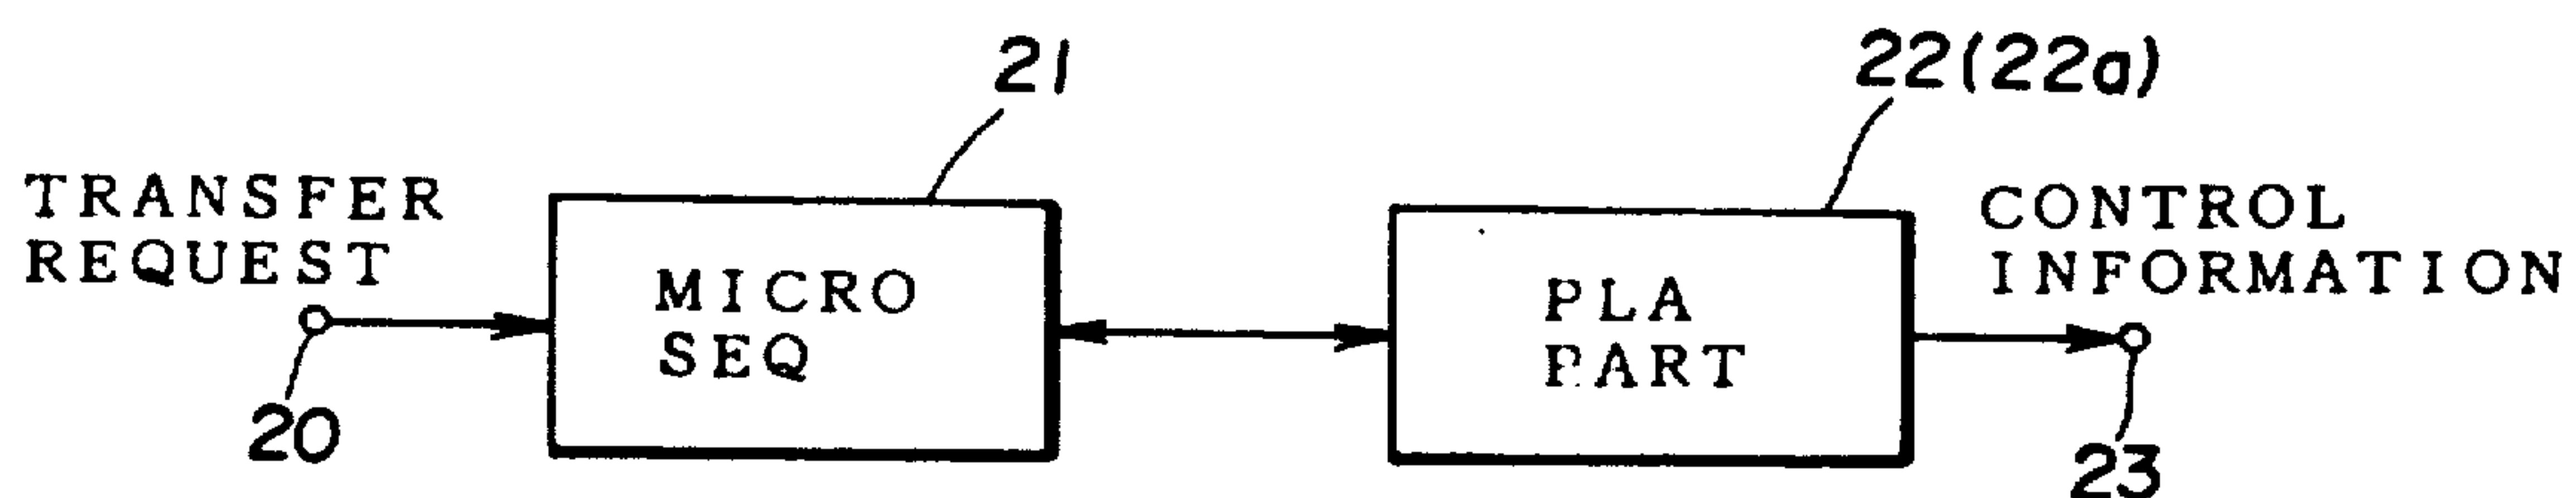 21
22(22a)
TRANSFER
REQUEST
CONTROL
INFORMATION
MICRO
SEQ
PLA
PART
20
23